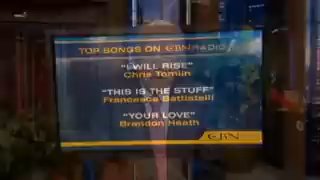 TOP SONGS ON CBN RADIO
"I WILL RISE"
Chris Tomlin
"THIS IS THE STUFF"
Francesca Battistelli
"YOUR LOVE"
Brandon Heath
CBN